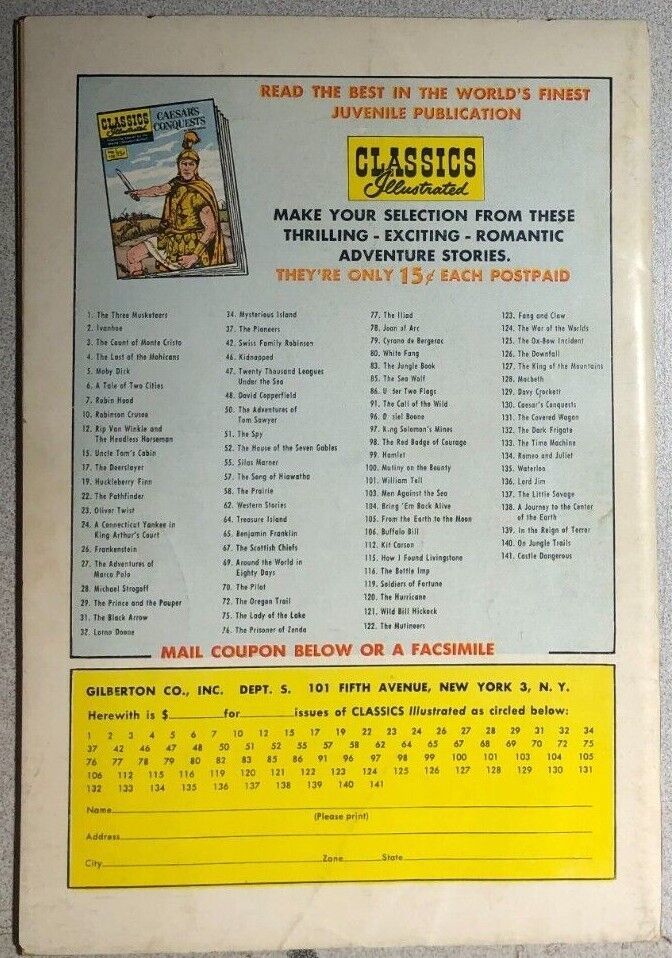 CLASSICS
Illustrated
15¢
CAESAR'S
CONQUESTS
READ THE BEST IN THE WORLD'S FINEST
JUVENILE PUBLICATION
CLASSICS
Illustrated
MAKE YOUR SELECTION FROM THESE
THRILLING - EXCITING - ROMANTIC
ADVENTURE STORIES.
THEY'RE ONLY 15¢ EACH POSTPAID
1. The Three Musketeers
2. Ivanhoe
3. The Count of Monte Cristo
4. The Last of the Mohicans
5. Moby Dick
6. A Tale of Two Cities
7. Robin Hood
10. Robinson Crusoe
12. Rip Van Winkle and
The Headless Horseman
15. Uncle Tom's Cabin
17. The Deerslayer
19. Huckleberry Finn
22. The Pathfinder
23. Oliver Twist
24. A Connecticut Yankee in
King Arthur's Court
26. Frankenstein
27. The Adventures of
Marco Polo
28. Michael Strogoff
29. The Prince and the Pauper
31. The Black Arrow
32. Lorna Doone
34. Mysterious Island
37. The Pioneers
42. Swiss Family Robinson
46. Kidnapped
47. Twenty Thousand Leagues
Under the Sea
48. David Copperfield
50. The Adventures of
Tom Sawyer
51. The Spy
52. The House of the Seven Gables
55. Silas Marner
57. The Song of Hiawatha
58. The Prairie
62. Western Stories
64. Treasure Island
65. Benjamin Franklin
67. The Scottish Chiefs
69. Around the World in
Eighty Days
70. The Pilot
72. The Oregon Trail
75. The Lady of the Lake
76. The Prisoner of Zenda
77. The Iliad
78. Joan of Arc
79. Cyrano de Bergerac
80. White Fang
83. The Jungle Book
85. The Sea Wolf
86. U der Two Flags
91. The Call of the Wild
96. D niel Boone
97. King Solomon's Mines
98. The Red Badge of Courage
99. Hamlet
100. Mutiny on the Bounty
101. William Tell
103. Men Against the Sea
104. Bring 'Em Back Alive
105. From the Earth to the Moon
106. Buffalo Bill
112. Kit Carson
115. How I Found Livingstone
116. The Bottle Imp
119. Soldiers of Fortune
120. The Hurricane
121. Wild Bill Hickock
122. The Mutineers
123. Fang and Claw
124. The War of the Worlds
125. The Ox-Bow Incident
126. The Downfall
127. The King of the Mountains
128. Macbeth
129. Davy Crockett
130. Caesar's Conquests
131. The Covered Wagon
132. The Dark Frigate
133. The Time Machine
134. Romeo and Juliet
135. Waterloo
136. Lord Jim
137. The Little Savage
138. A Journey to the Center
of the Earth
139. In the Reign of Terror
140. On Jungle Trails
141. Castle Dangerous
MAIL COUPON BELOW OR A FACSIMILE
GILBERTON CO., INC. DEPT. S. 101 FIFTH AVENUE, NEW YORK 3, N. Y.
Herewith is $ for issues of CLASSICS Illustrated as circled below:
1 2 3 4 5 6 7 10 12 15 17 19 22 23 24 26 27 28 29 31 32 34
37 42 46 47 48 50 51 52 55 57 58 62 64 65 67 68 69 70 72 75
76 77 78 79 80 82 83 85 86 91 96 97 98 99 100 101 103 104 105
106 112 115 116 119 120 121 122 123 124 125 126 127 128 129 130 131
132 133 134 135 136 137 138 139 140 141
Name
(Please print)
Address
City Zone State